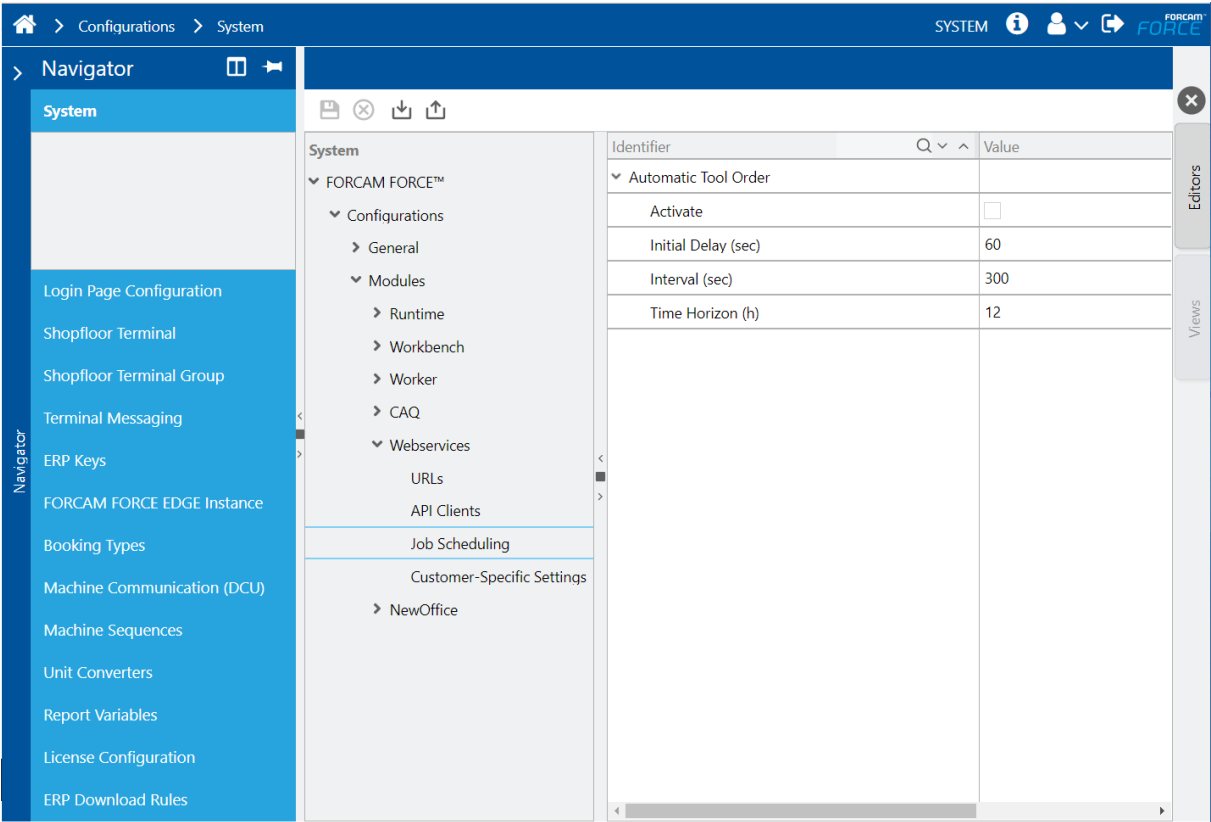 Configurations
System
SYSTEM
FORCAM
FORCE
Navigator
System
Login Page Configuration
Shopfloor Terminal
Shopfloor Terminal Group
Terminal Messaging
ERP Keys
FORCAM FORCE EDGE Instance
Booking Types
Machine Communication (DCU)
Machine Sequences
Unit Converters
Report Variables
License Configuration
ERP Download Rules
Navigator
System
FORCAM FORCE™
Configurations
General
Modules
Runtime
Workbench
Worker
CAQ
Webservices
URLs
API Clients
Job Scheduling
Customer-Specific Settings
NewOffice
Identifier Value
Automatic Tool Order
Activate
Initial Delay (sec) 60
Interval (sec) 300
Time Horizon (h) 12
Editors
Views